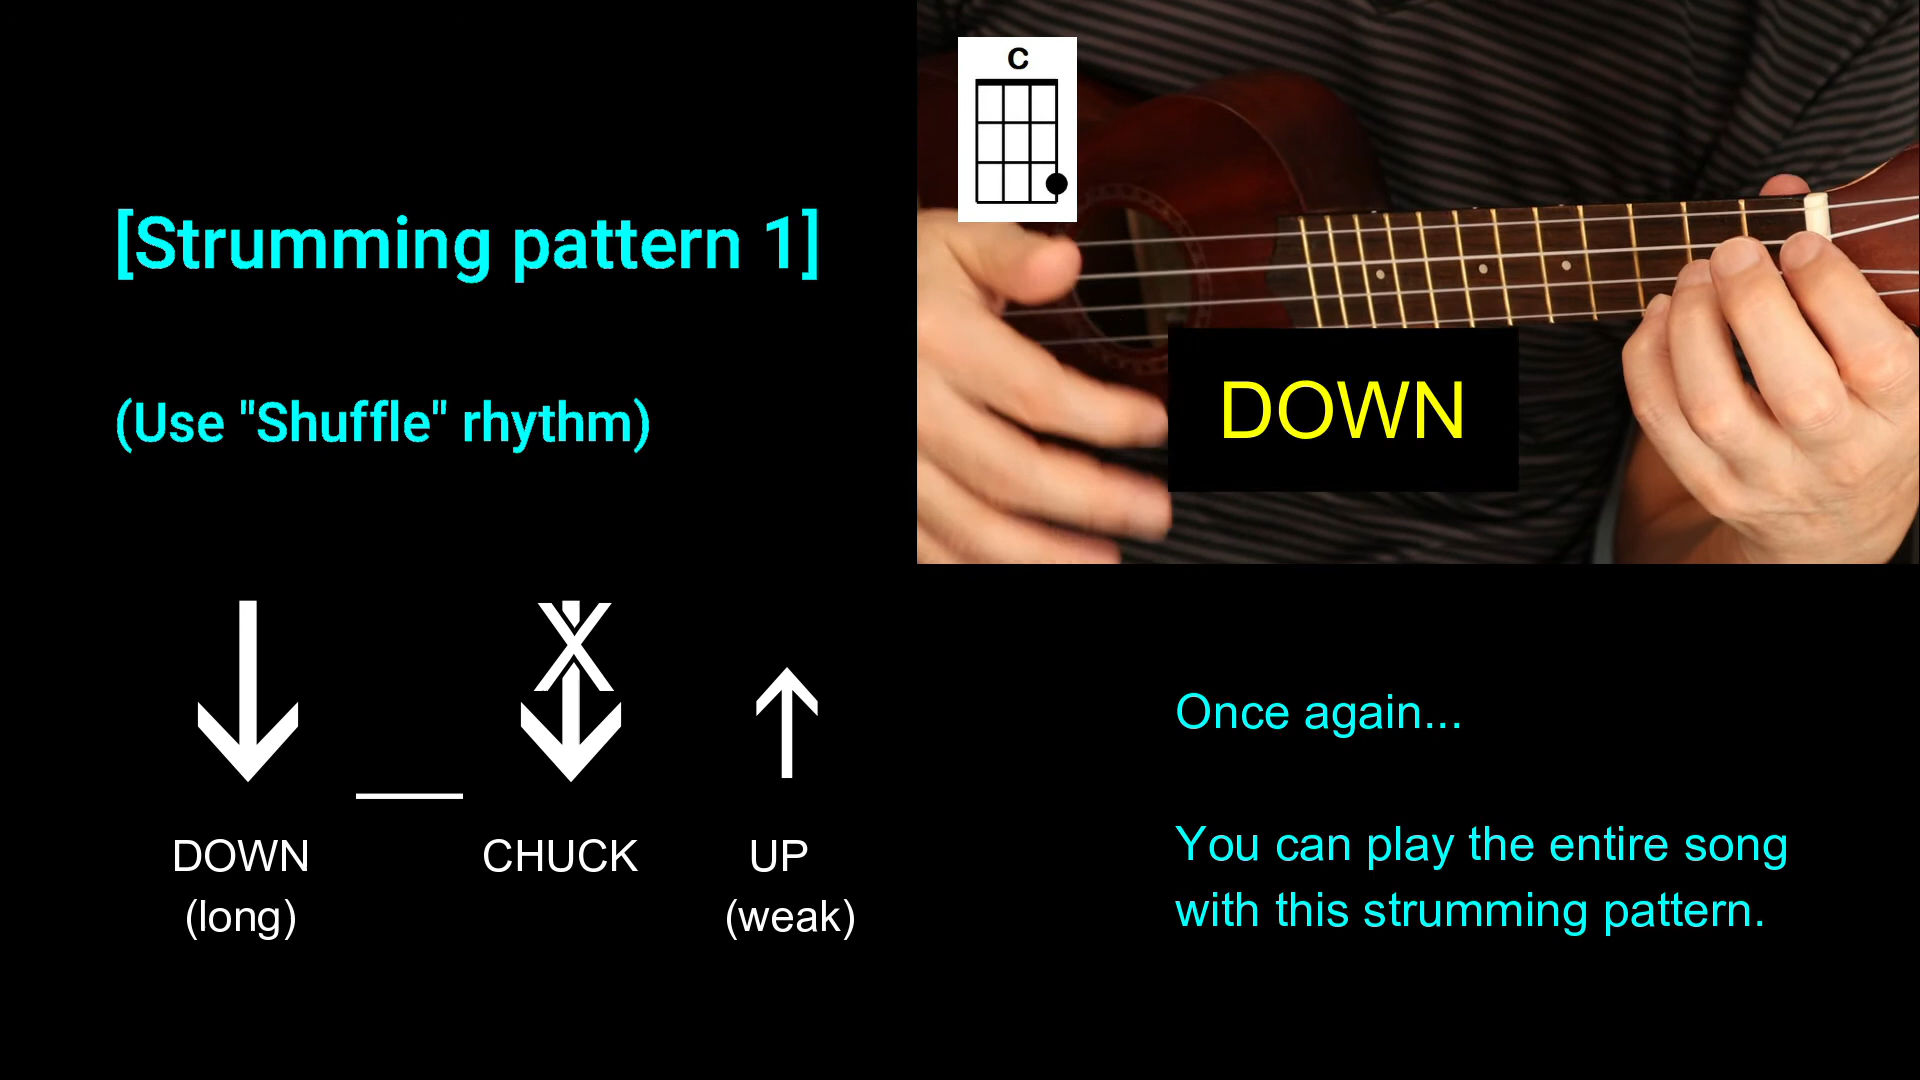 [Strumming pattern 1]
(Use "Shuffle" rhythm)
C
DOWN
X
DOWN CHUCK UP
(long) (weak)
Once again...
You can play the entire song
with this strumming pattern.